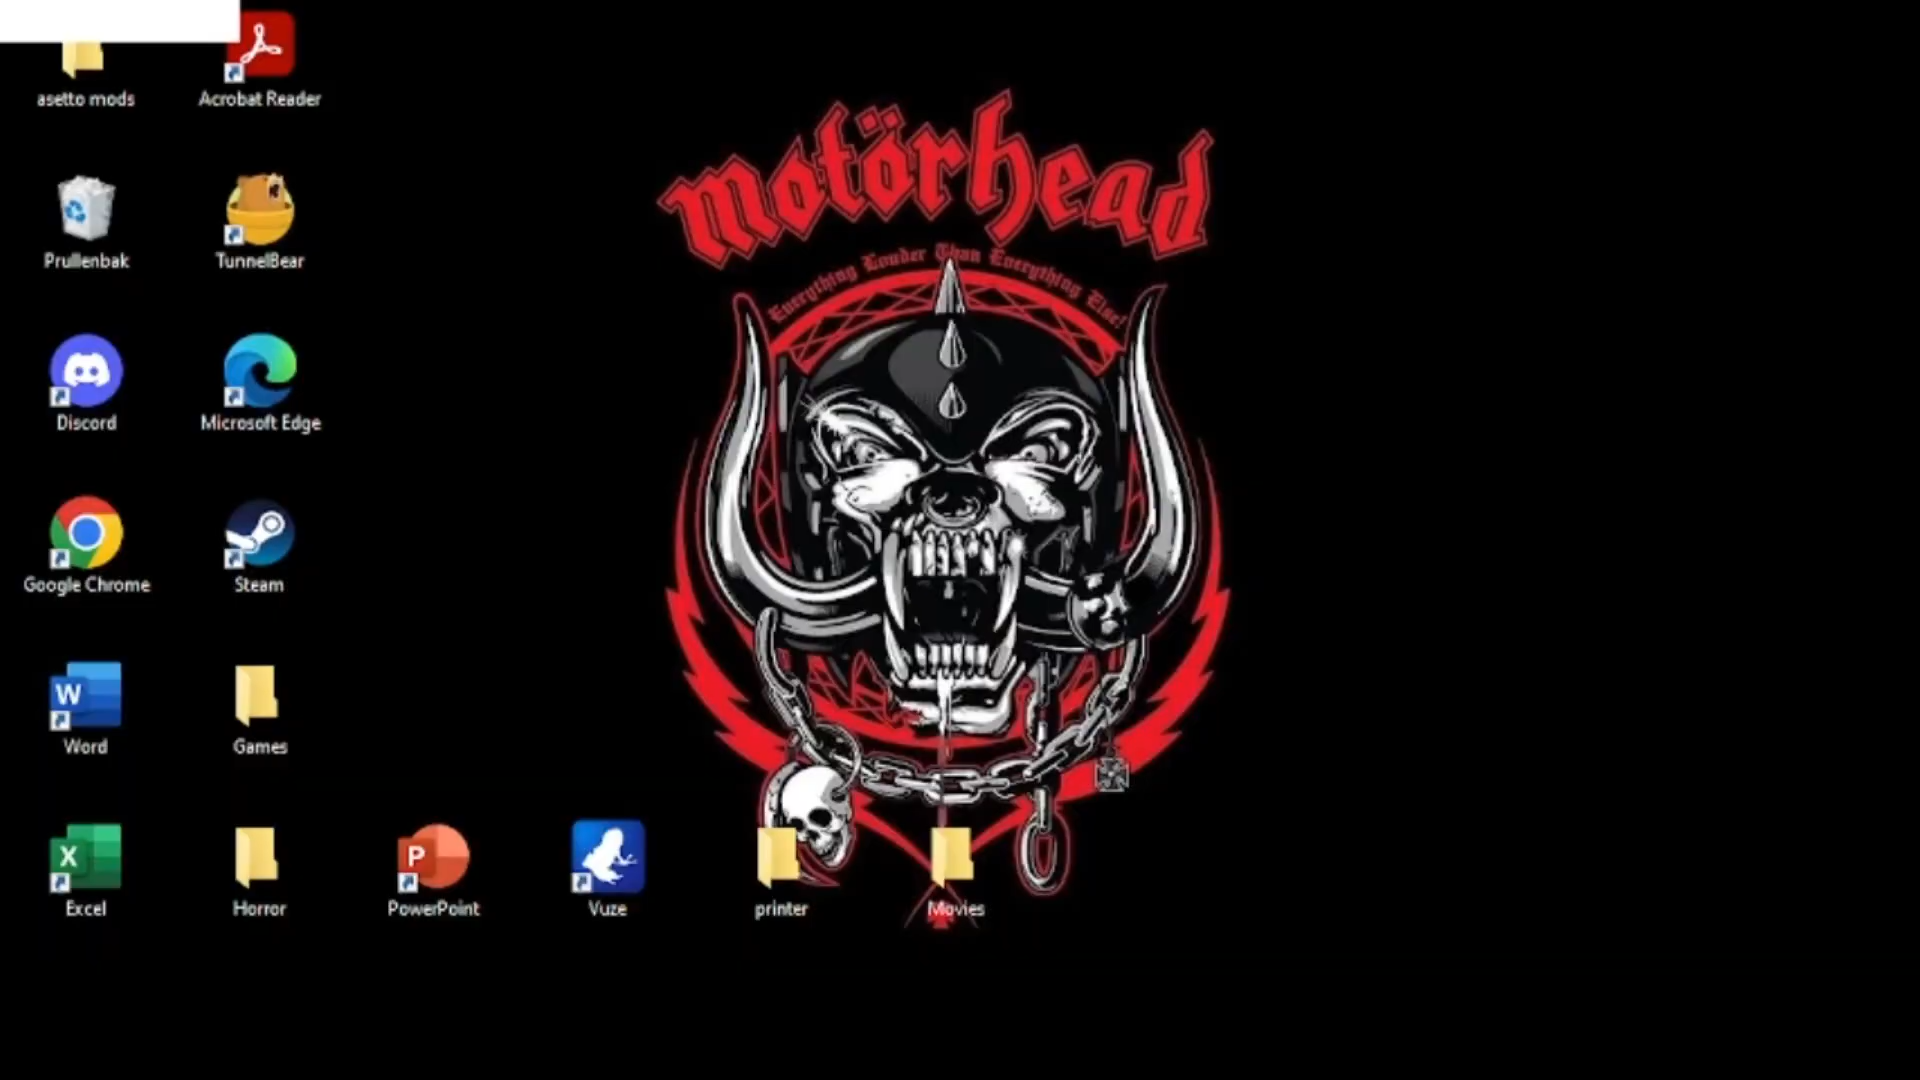 asetto mods
Acrobat Reader
motörhead
Everything Louder Than Everything Else!
Prullenbak
TunnelBear
Discord
Microsoft Edge
Google Chrome
Steam
W
Word
Games
X
Excel
Horror
P
PowerPoint
Vuze
printer
Movies